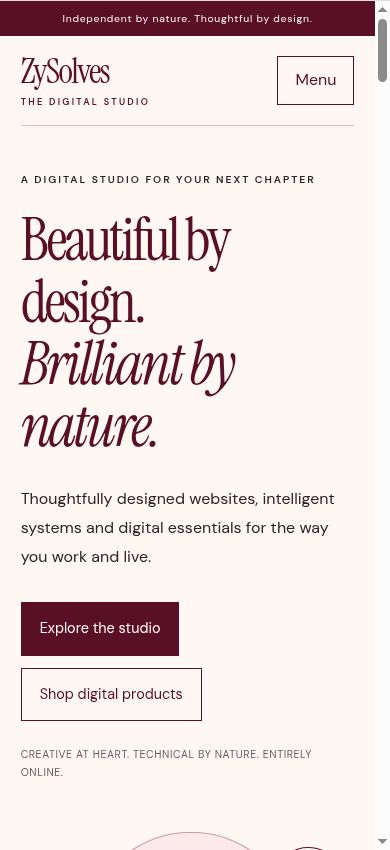 Independent by nature. Thoughtful by design.
ZySolves
THE DIGITAL STUDIO
Menu
A DIGITAL STUDIO FOR YOUR NEXT CHAPTER
Beautiful by
design.
Brilliant by
nature.
Thoughtfully designed websites, intelligent
systems and digital essentials for the way
you work and live.
Explore the studio
Shop digital products
CREATIVE AT HEART. TECHNICAL BY NATURE. ENTIRELY
ONLINE.